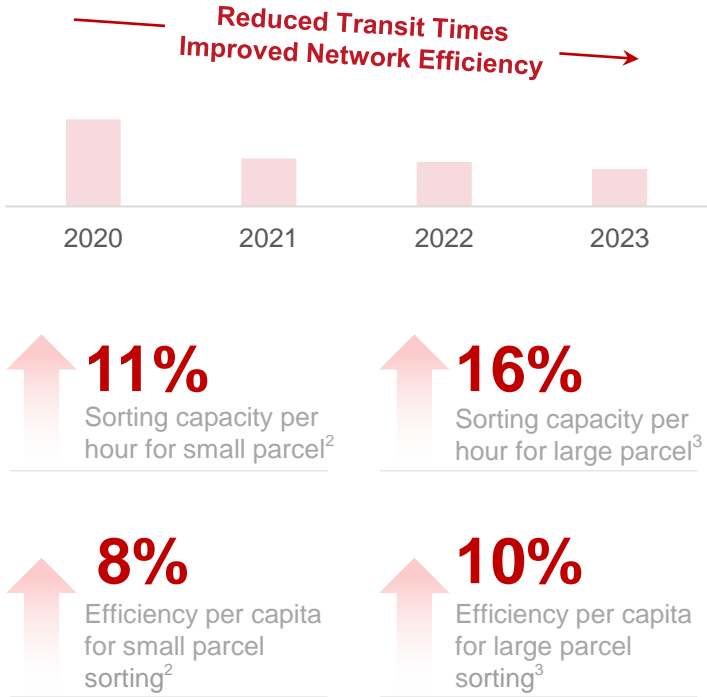 Reduced Transit Times
Improved Network Efficiency
2020 2021 2022 2023
11%
Sorting capacity per
hour for small parcel2
16%
Sorting capacity per
hour for large parcel3
8%
Efficiency per capita
for small parcel
sorting2
10%
Efficiency per capita
for large parcel
sorting3